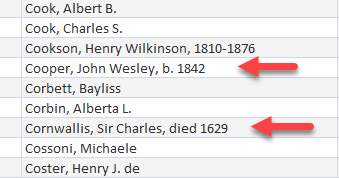 Cook, Albert B.
Cook, Charles S.
Cookson, Henry Wilkinson, 1810-1876
Cooper, John Wesley, b. 1842
Corbett, Bayliss
Corbin, Alberta L.
Cornwallis, Sir Charles, died 1629
Cossoni, Michaele
Coster, Henry J. de